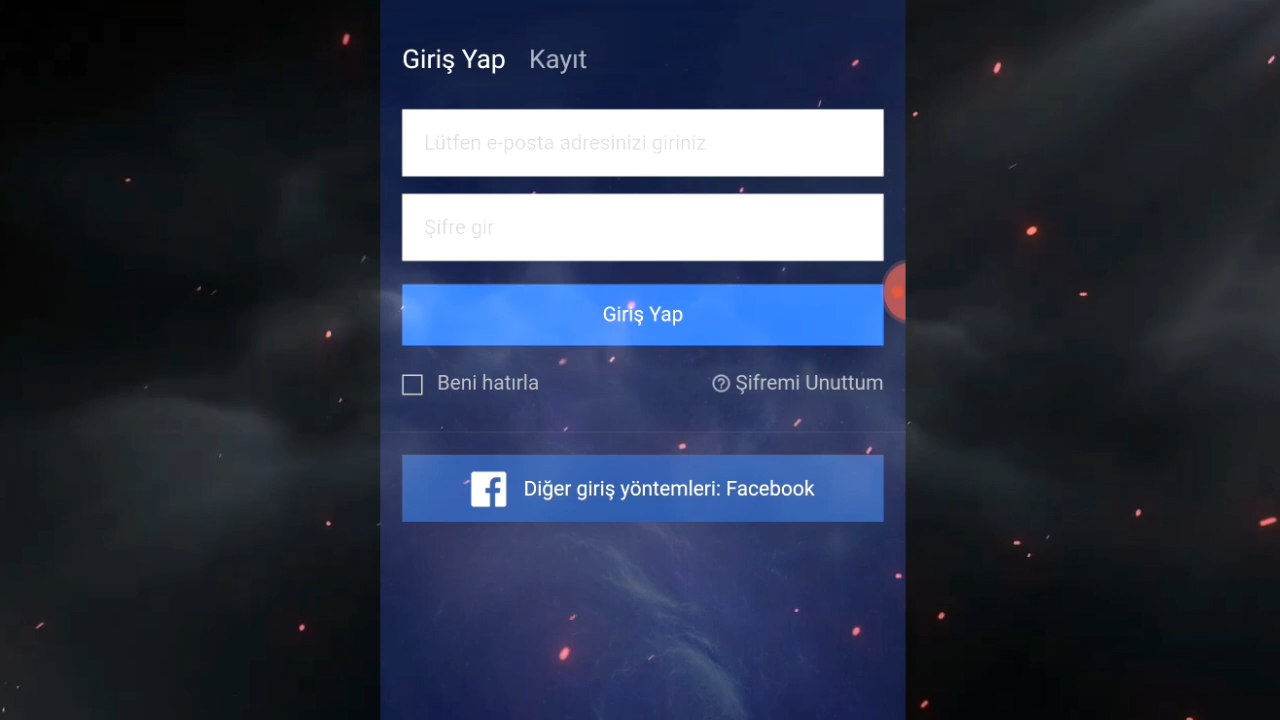 Giriş Yap Kayıt
Lütfen e-posta adresinizi giriniz
Şifre gir
Giriş Yap
Beni hatırla Şifremi Unuttum
Diğer giriş yöntemleri: Facebook